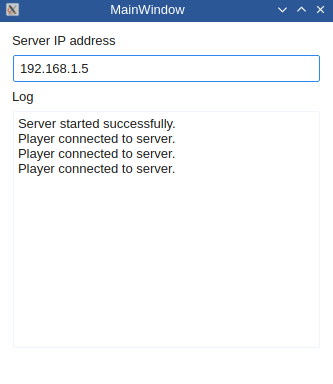 MainWindow
Server IP address
192.168.1.5
Log
Server started successfully.
Player connected to server.
Player connected to server.
Player connected to server.